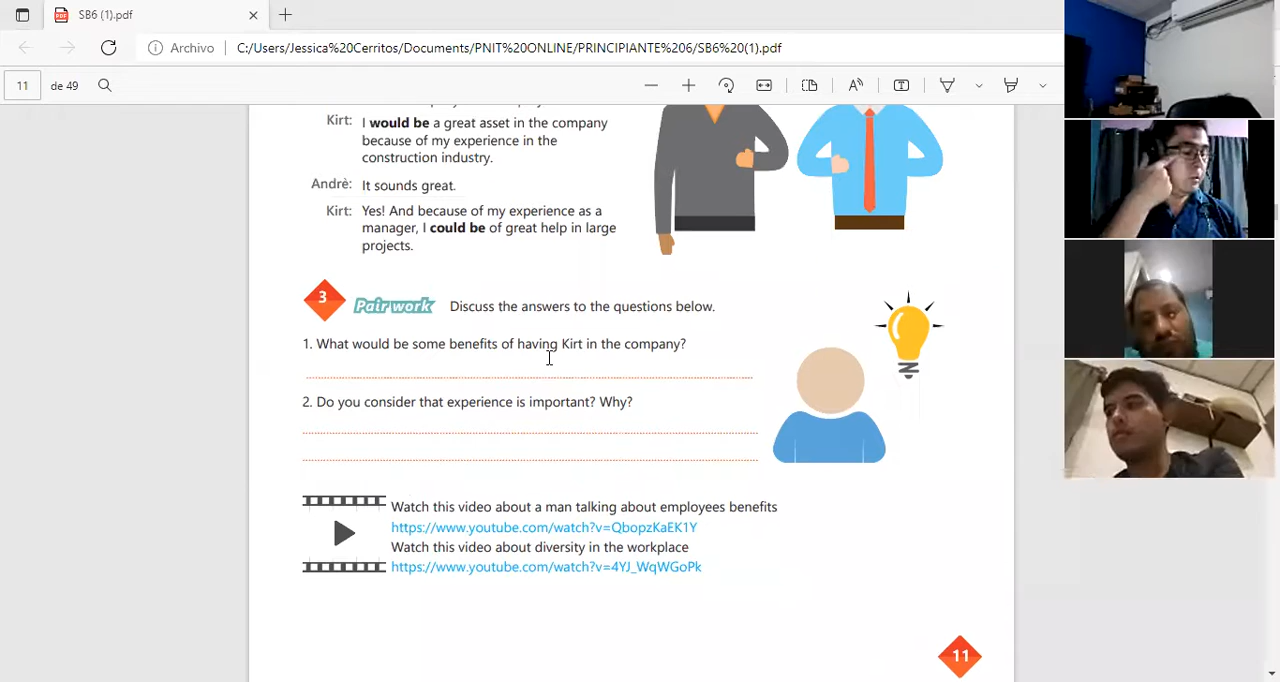 SB6 (1).pdf
Archivo
C:/Users/Jessica%20Cerritos/Documents/PNIT%20ONLINE/PRINCIPIANTE%206/SB6%20(1).pdf
11 de 49
Kirt: I would be a great asset in the company
because of my experience in the
construction industry.
Andrè: It sounds great.
Kirt: Yes! And because of my experience as a
manager, I could be of great help in large
projects.
3 Pair work Discuss the answers to the questions below.
1. What would be some benefits of having Kirt in the company?
2. Do you consider that experience is important? Why?
Watch this video about a man talking about employees benefits
https://www.youtube.com/watch?v=QbopzKaEK1Y
Watch this video about diversity in the workplace
https://www.youtube.com/watch?v=4YJ_WqWGoPk
11